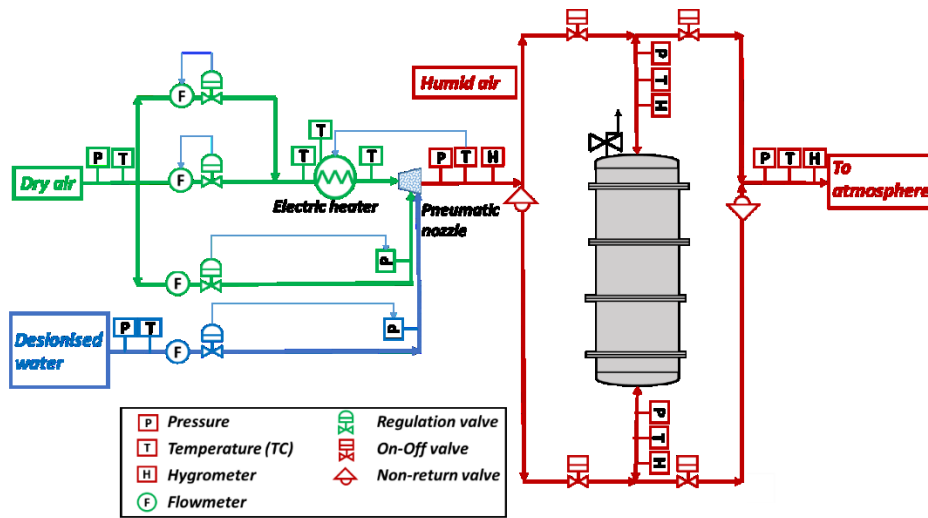 Humid air
F
P
T
H
T
P T
T
T
P T H
P T H
Dry air
F
To
atmosphere
Electric heater
Pneumatic
nozzle
P
F
Desionised
water
P T
P
F
P Pressure
Regulation valve
T Temperature (TC)
On-Off valve
H Hygrometer
Non-return valve
F Flowmeter
P
T
H